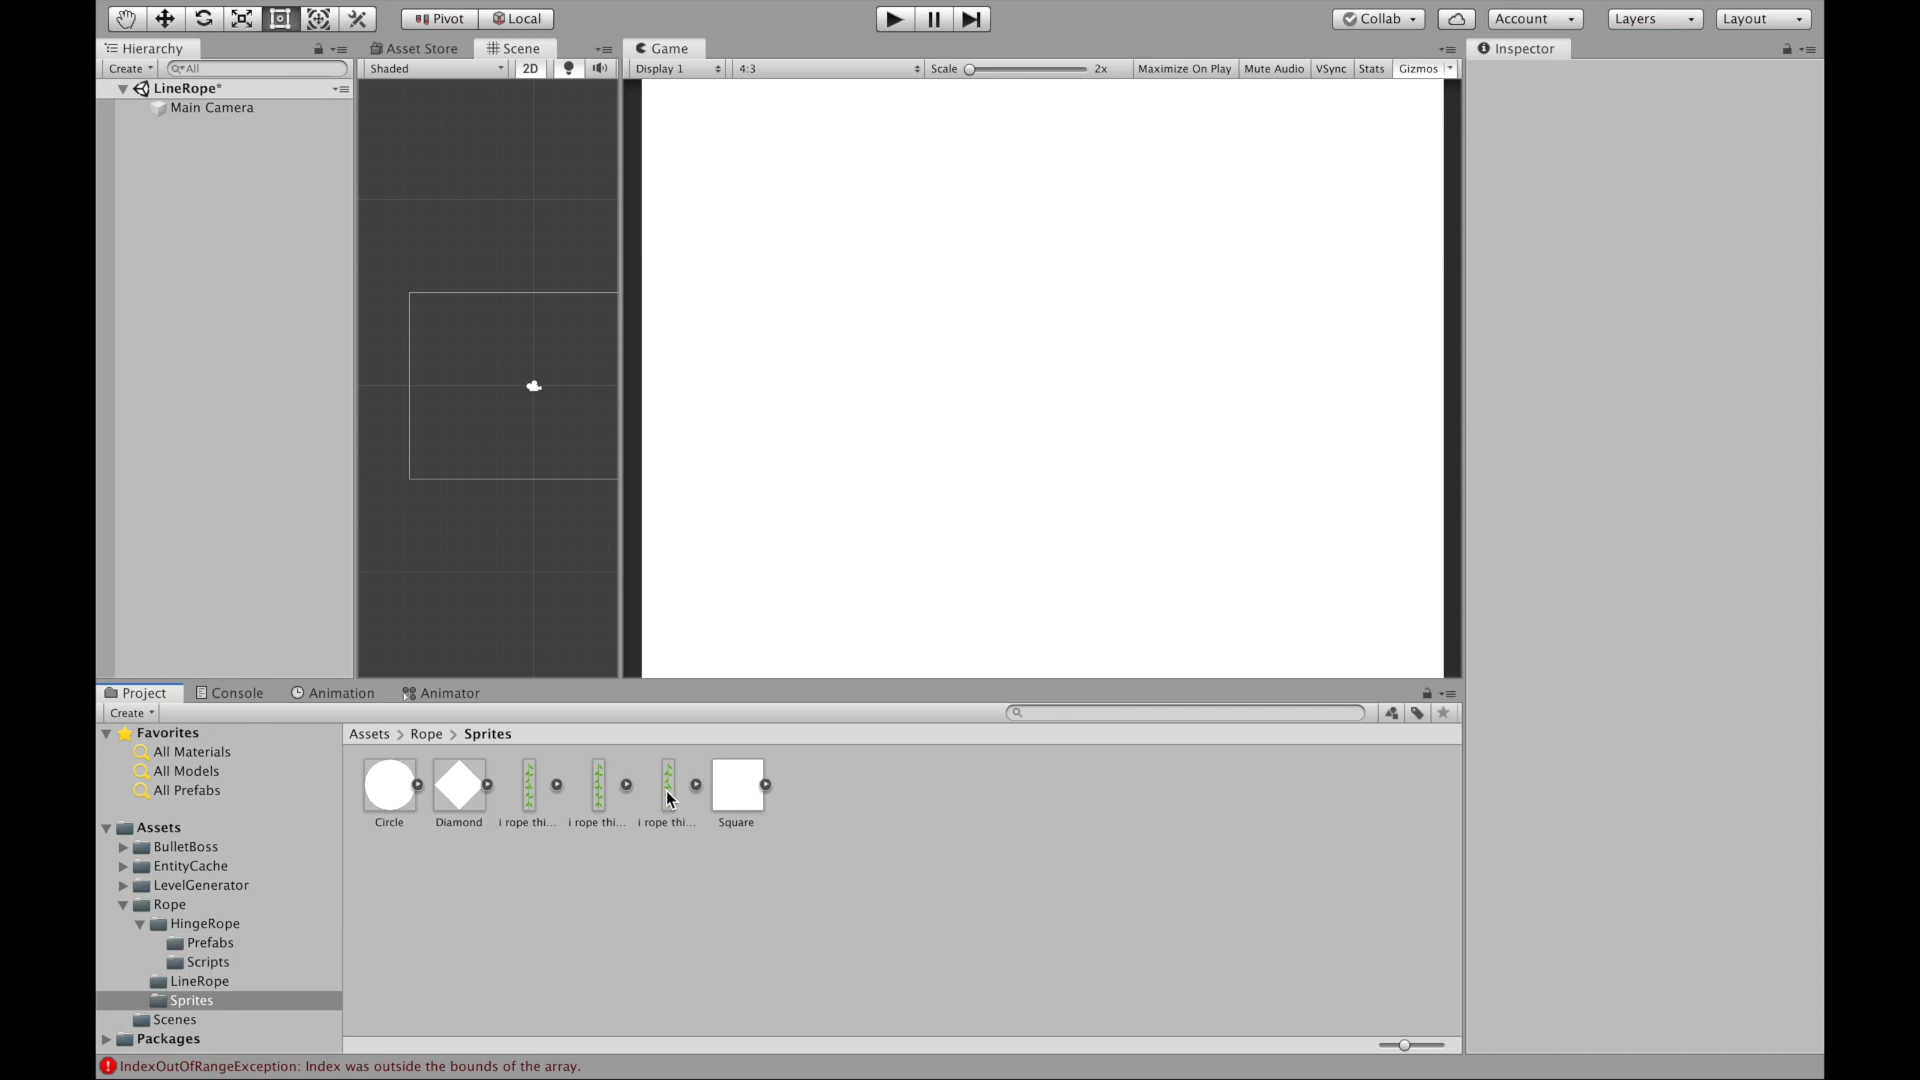 Pivot Local Collab Account Layers Layout
Hierarchy Asset Store Scene Game Inspector
Create All Shaded 2D Display 1 4:3 Scale 2x Maximize On Play Mute Audio VSync Stats Gizmos
LineRope*
Main Camera
Project Console Animation Animator
Create
Favorites
All Materials
All Models
All Prefabs
Assets
BulletBoss
EntityCache
LevelGenerator
Rope
HingeRope
Prefabs
Scripts
LineRope
Sprites
Scenes
Packages
Assets > Rope > Sprites
Circle Diamond i rope thi... i rope thi... i rope thi... Square
IndexOutOfRangeException: Index was outside the bounds of the array.